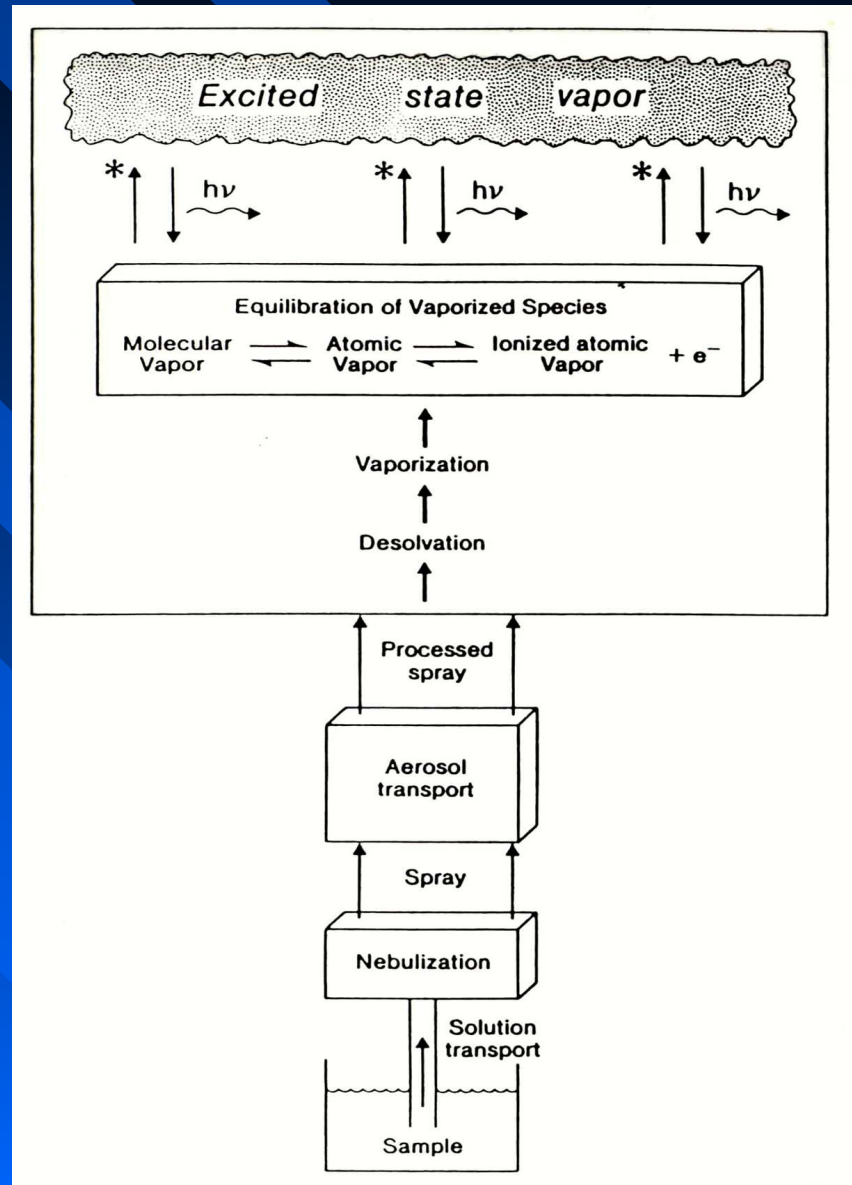 Excited state vapor
* hν * hν * hν
Equilibration of Vaporized Species
Molecular Vapor ⇌ Atomic Vapor ⇌ Ionized atomic Vapor + e⁻
Vaporization
Desolvation
Processed
spray
Aerosol
transport
Spray
Nebulization
Solution
transport
Sample